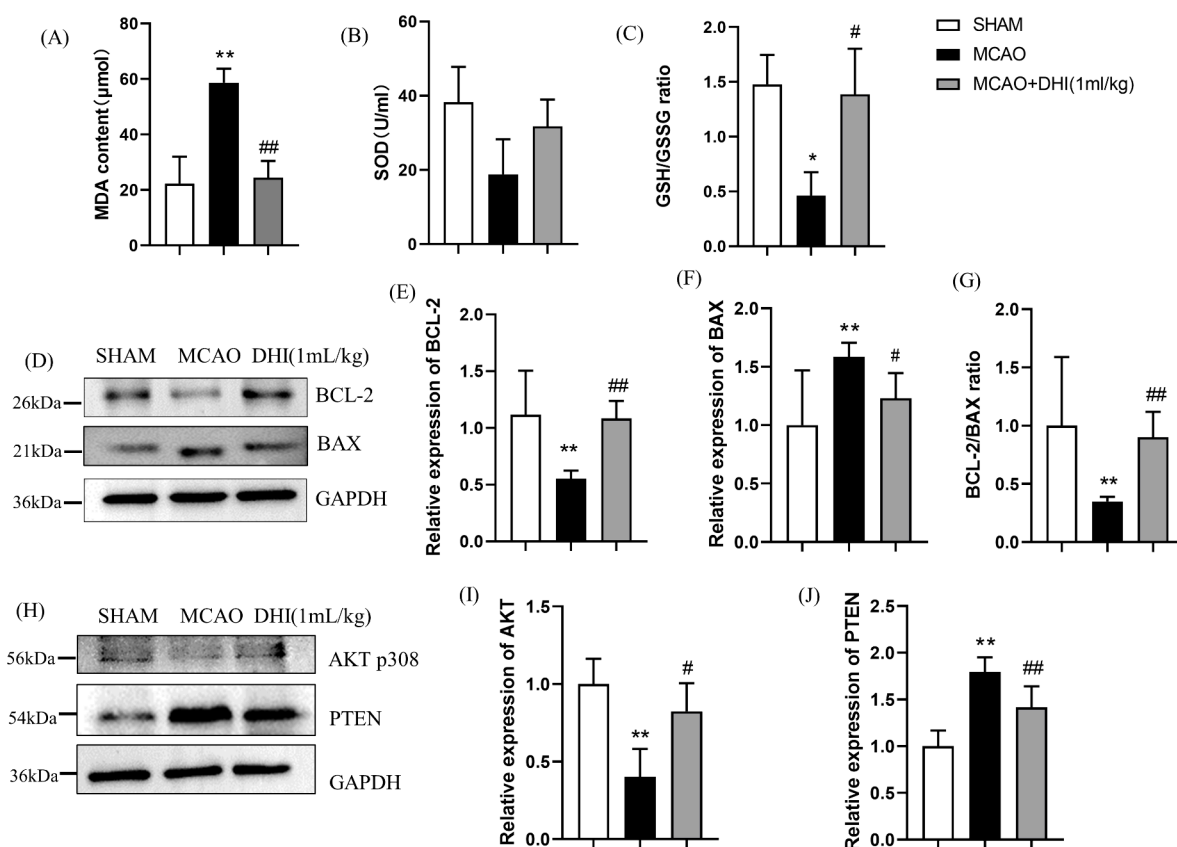 (A)
MDA content(μmol)
80
60
40
20
0
**
##
(B)
SOD(U/ml)
60
40
20
0
(C)
GSH/GSSG ratio
2.0
1.5
1.0
0.5
0.0
*
#
SHAM
MCAO
MCAO+DHI(1ml/kg)
(D)
SHAM MCAO DHI(1mL/kg)
26kDa
BCL-2
21kDa
BAX
36kDa
GAPDH
(E)
Relative expression of BCL-2
2.0
1.5
1.0
0.5
0.0
**
##
(F)
Relative expression of BAX
2.0
1.5
1.0
0.5
0.0
**
#
(G)
BCL-2/BAX ratio
2.0
1.5
1.0
0.5
0.0
**
##
(H)
SHAM MCAO DHI(1mL/kg)
56kDa
AKT p308
54kDa
PTEN
36kDa
GAPDH
(I)
Relative expression of AKT
1.5
1.0
0.5
0.0
**
#
(J)
Relative expression of PTEN
2.5
2.0
1.5
1.0
0.5
0.0
**
##